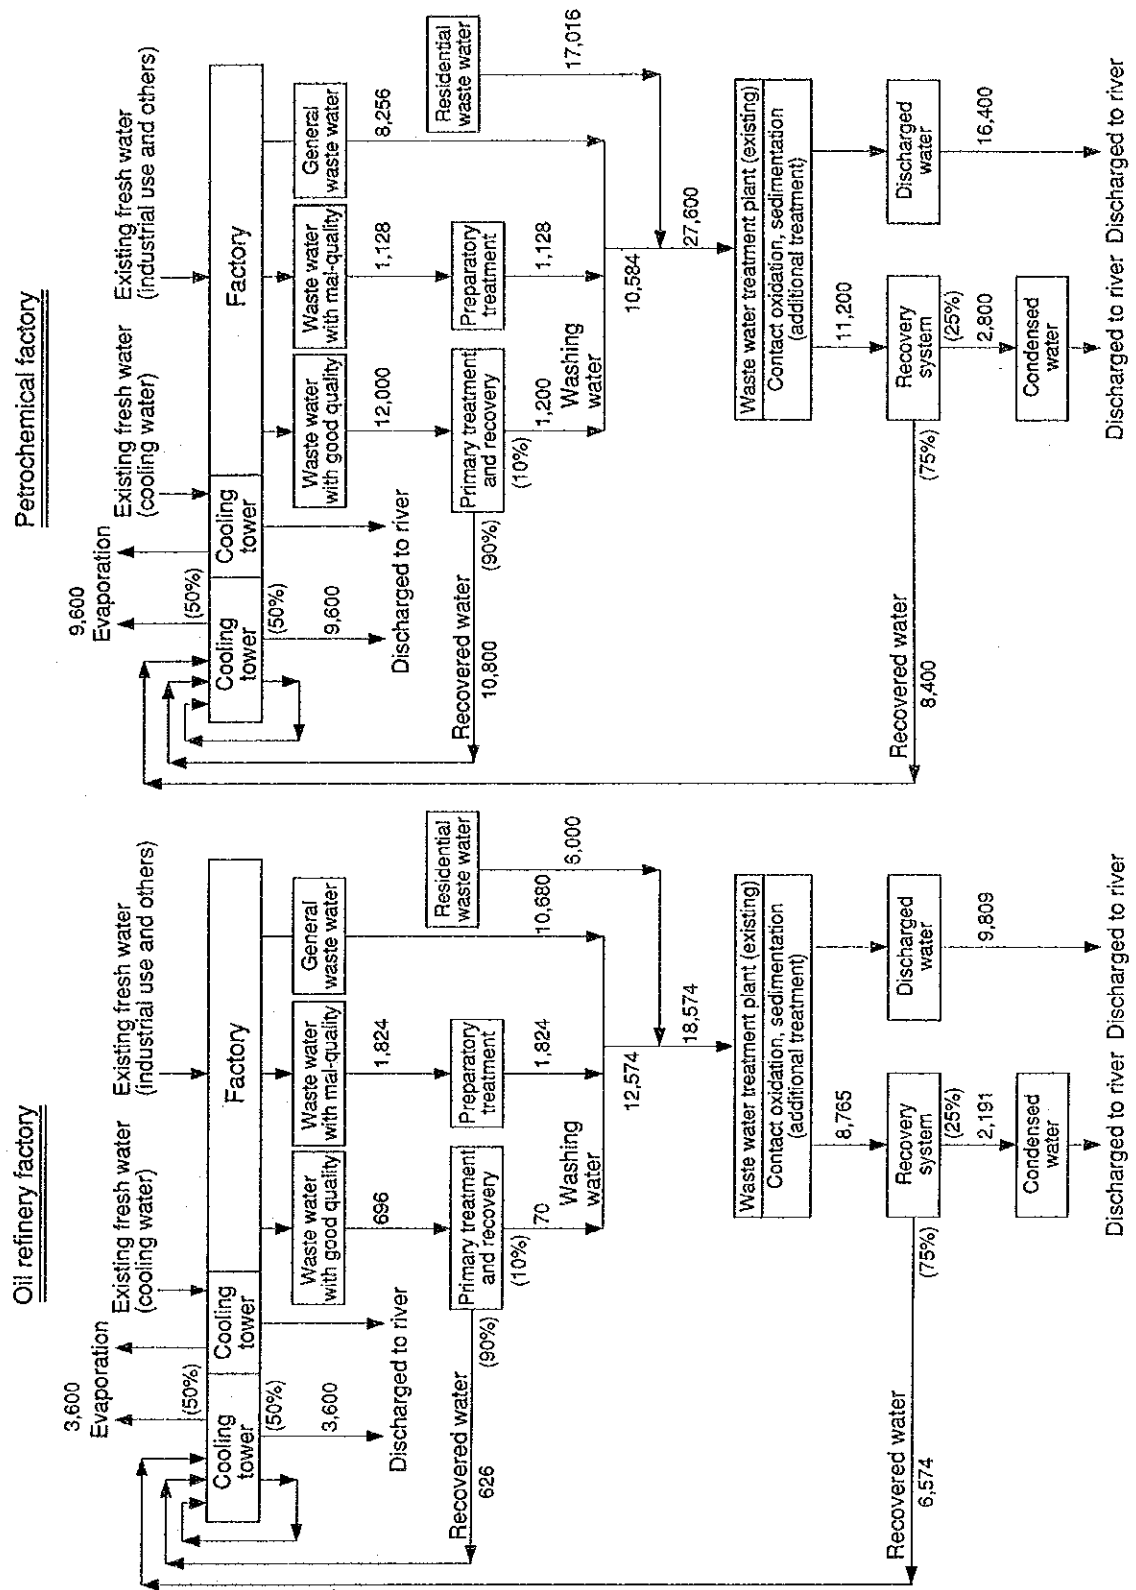 Oil refinery factory
3,600
Evaporation
Existing fresh water
(cooling water)
Existing fresh water
(industrial use and others)
(50%)
Cooling
tower
Cooling
tower
Factory
(50%)
3,600
Discharged to river
Waste water
with good quality
Waste water
with mal-quality
General
waste water
696
1,824
10,680
Recovered water
626
(90%)
Primary treatment
and recovery
Preparatory
treatment
Residential
waste water
(10%)
70
1,824
6,000
Washing
water
12,574
18,574
Waste water treatment plant (existing)
Contact oxidation, sedimentation
(additional treatment)
8,765
Recovered water
6,574
(75%)
Recovery
system
Discharged
water
(25%)
2,191
9,809
Condensed
water
Discharged to river
Discharged to river
Petrochemical factory
9,600
Evaporation
Existing fresh water
(cooling water)
Existing fresh water
(industrial use and others)
(50%)
Cooling
tower
Cooling
tower
Factory
(50%)
9,600
Discharged to river
Waste water
with good quality
Waste water
with mal-quality
General
waste water
12,000
1,128
8,256
Recovered water
10,800
(90%)
Primary treatment
and recovery
Preparatory
treatment
Residential
waste water
(10%)
1,200
1,128
17,016
Washing
water
10,584
27,600
Waste water treatment plant (existing)
Contact oxidation, sedimentation
(additional treatment)
11,200
Recovered water
8,400
(75%)
Recovery
system
Discharged
water
(25%)
2,800
16,400
Condensed
water
Discharged to river
Discharged to river